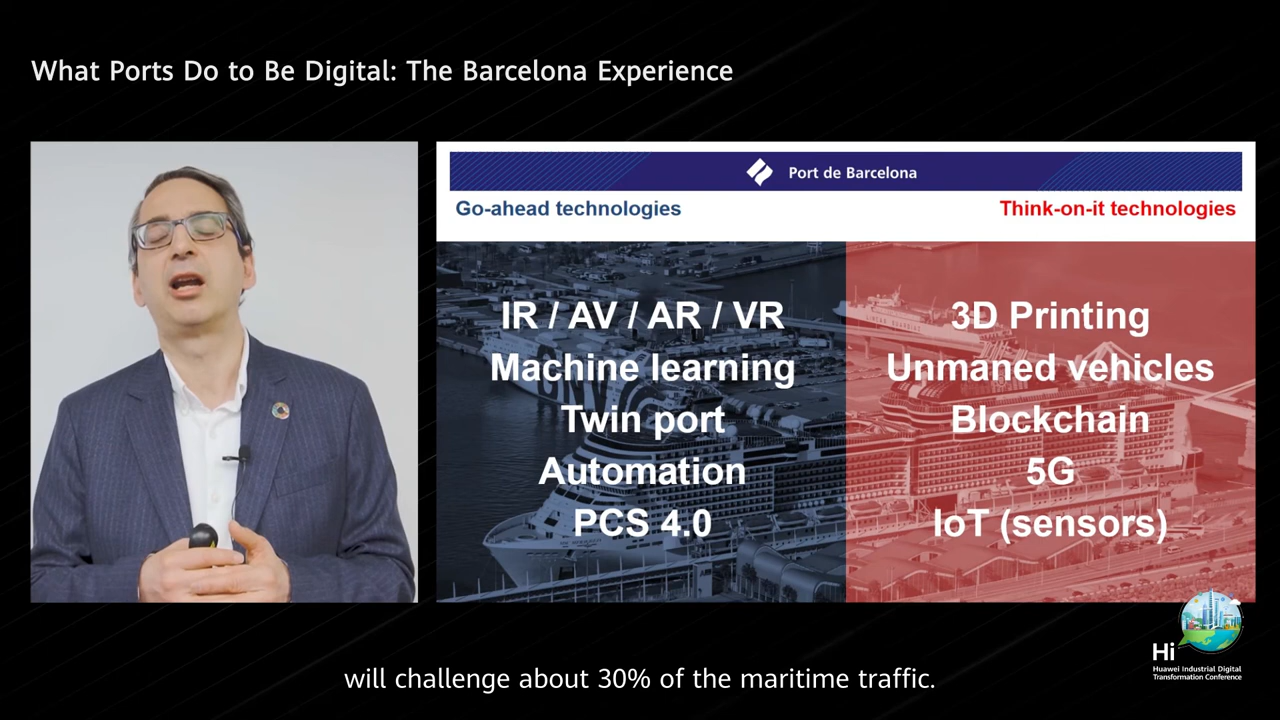 What Ports Do to Be Digital: The Barcelona Experience
Port de Barcelona
Go-ahead technologies
Think-on-it technologies
IR / AV / AR / VR
Machine learning
Twin port
Automation
PCS 4.0
3D Printing
Unmaned vehicles
Blockchain
5G
IoT (sensors)
Hi
Huawei Industrial Digital
Transformation Conference
will challenge about 30% of the maritime traffic.